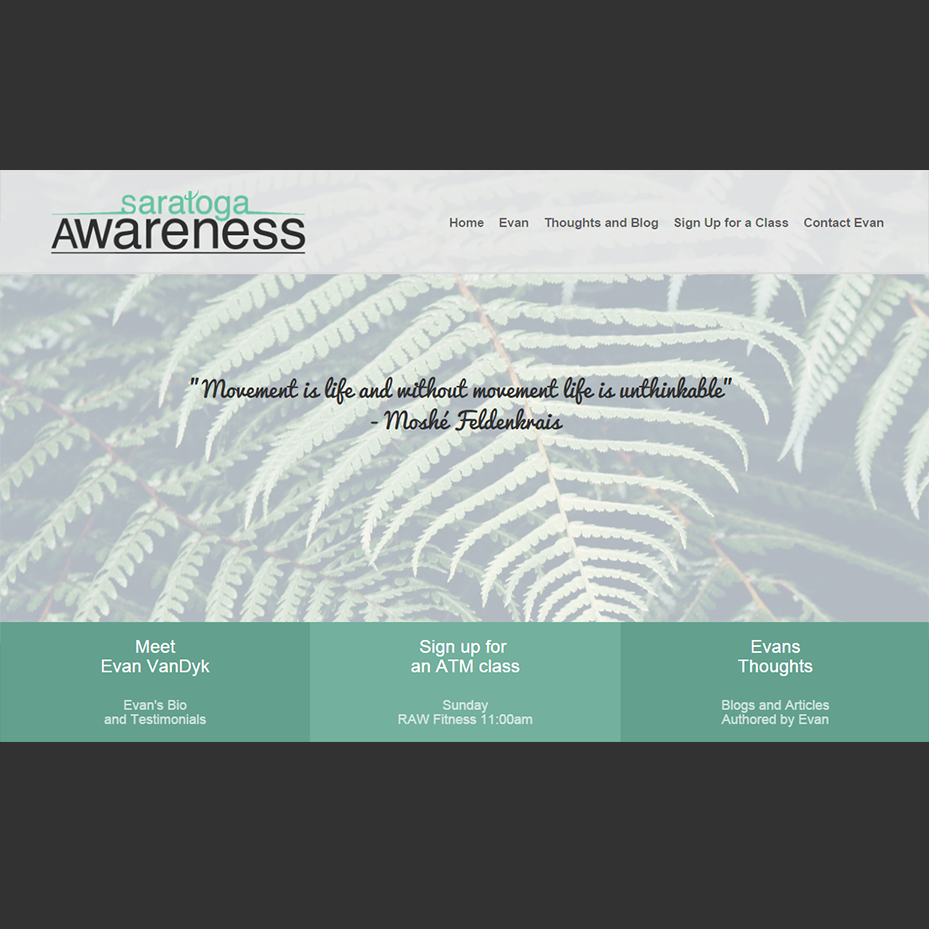 saratoga
AWareness
Home Evan Thoughts and Blog Sign Up for a Class Contact Evan
"Movement is life and without movement life is unthinkable"
- Moshé Feldenkrais
Meet
Evan VanDyk
Evan's Bio
and Testimonials
Sign up for
an ATM class
Sunday
RAW Fitness 11:00am
Evans
Thoughts
Blogs and Articles
Authored by Evan